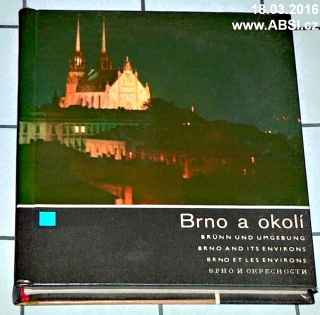 18.03.2016
www.ABSI.cz
Brno a okolí
BRÜNN UND UMGEBUNG
BRNO AND ITS ENVIRONS
BRNO ET LES ENVIRONS
БРНО И ОКРЕСНОСТИ